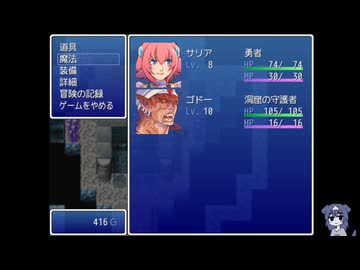 道具
魔法
装備
詳細
冒険の記録
ゲームをやめる
サリア 勇者
Lv. 8 HP 74/ 74
MP 30/ 30
ゴドー 洞窟の守護者
Lv. 10 HP 105/ 105
MP 16/ 16
416 G